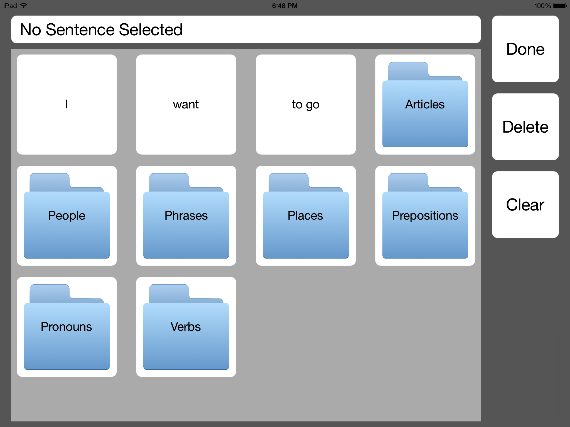 iPad 6:48 PM 100%
No Sentence Selected
Done
I want to go Articles
Delete
People Phrases Places Prepositions
Clear
Pronouns Verbs